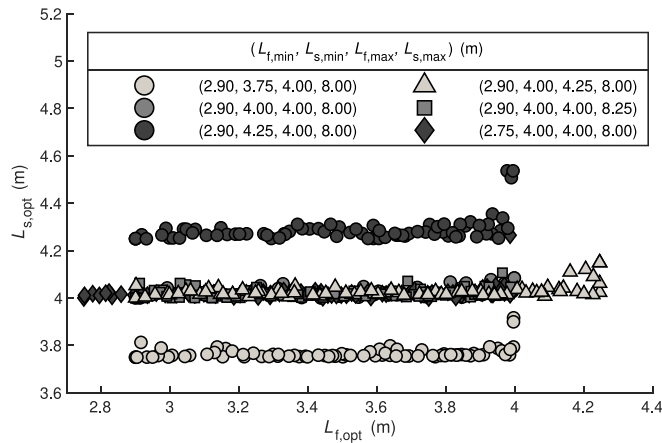 5.2
5
4.8
4.6
4.4
4.2
4
3.8
3.6
L_s,opt (m)
(L_f,min, L_s,min, L_f,max, L_s,max) (m)
(2.90, 3.75, 4.00, 8.00)
(2.90, 4.00, 4.25, 8.00)
(2.90, 4.00, 4.00, 8.00)
(2.90, 4.00, 4.00, 8.25)
(2.90, 4.25, 4.00, 8.00)
(2.75, 4.00, 4.00, 8.00)
2.8 3 3.2 3.4 3.6 3.8 4 4.2 4.4
L_f,opt (m)